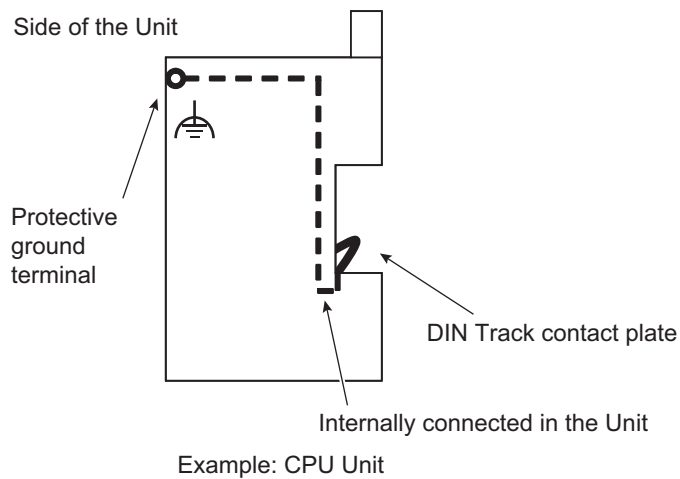 Side of the Unit
Protective
ground
terminal
DIN Track contact plate
Internally connected in the Unit
Example: CPU Unit